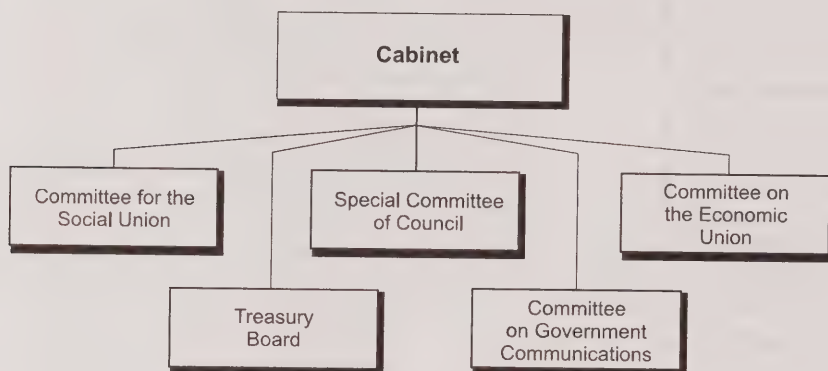 Cabinet
Committee for the
Social Union
Special Committee
of Council
Committee on
the Economic
Union
Treasury
Board
Committee
on Government
Communications